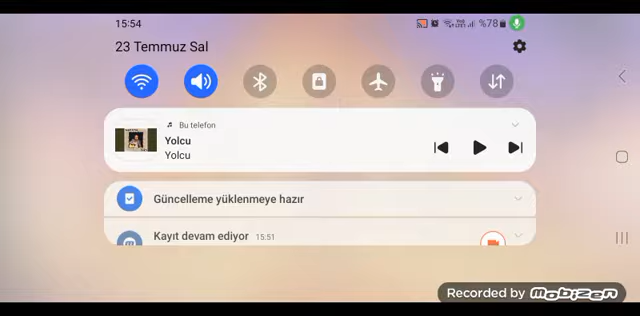 15:54
%78
23 Temmuz Sal
Bu telefon
Yolcu
Yolcu
Güncelleme yüklenmeye hazır
Kayıt devam ediyor 15:51
Recorded by mobizen